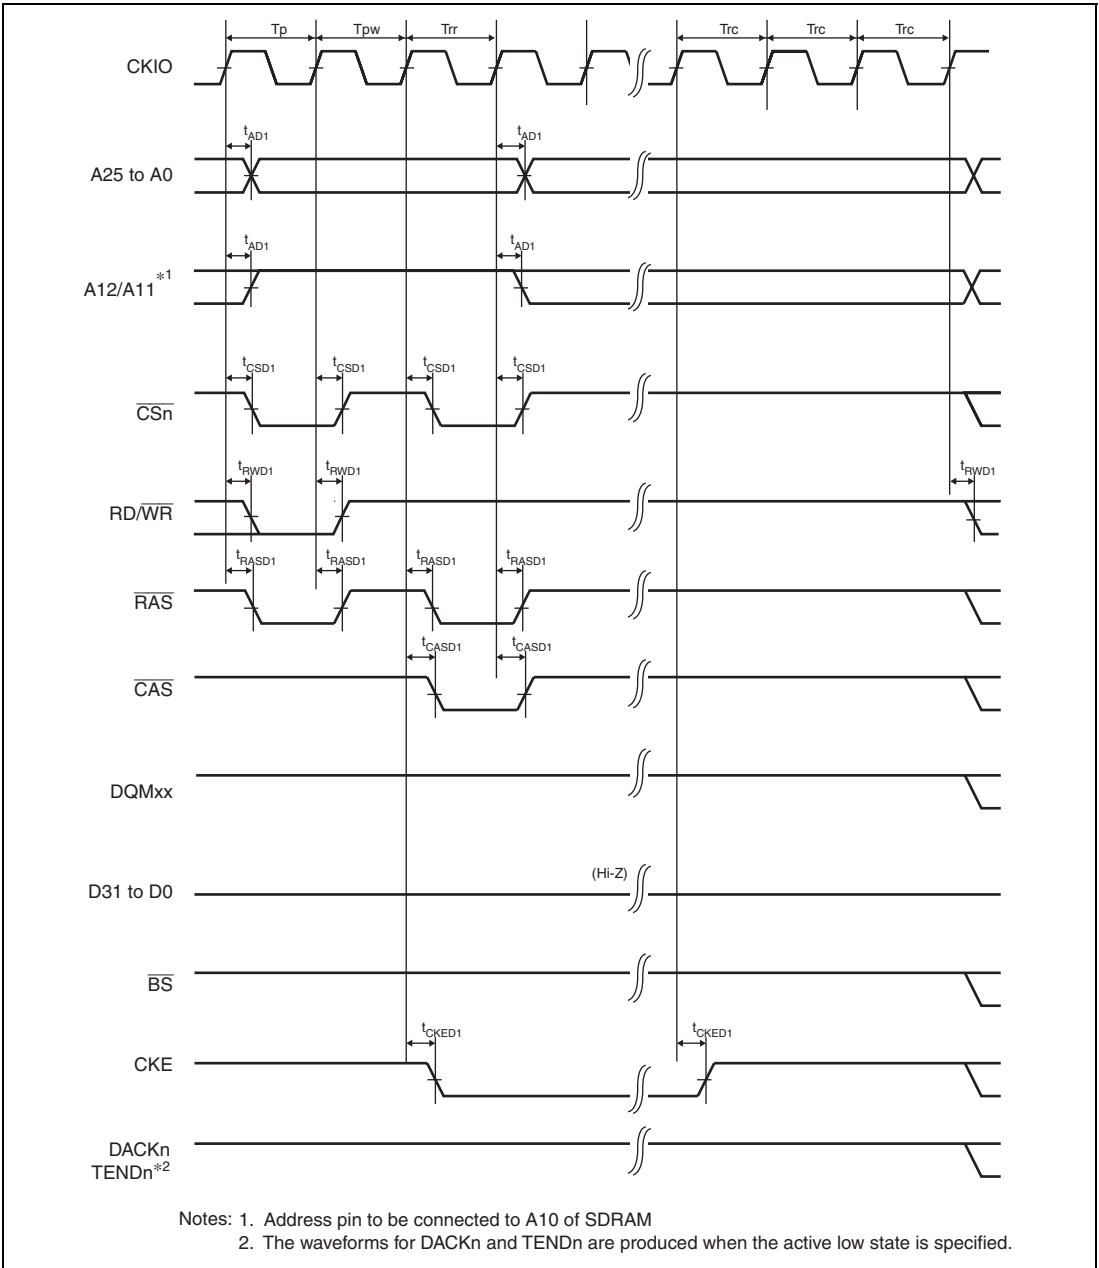 Tp Tpw Trr Trc Trc Trc
CKIO
tAD1 tAD1
A25 to A0
tAD1 tAD1
A12/A11*1
tCSD1 tCSD1 tCSD1 tCSD1
CSn
tRWD1 tRWD1 tRWD1
RD/WR
tRASD1 tRASD1 tRASD1 tRASD1
RAS
tCASD1 tCASD1
CAS
DQMxx
(Hi-Z)
D31 to D0
BS
tCKED1 tCKED1
CKE
DACKn
TENDn*2
Notes: 1. Address pin to be connected to A10 of SDRAM
2. The waveforms for DACKn and TENDn are produced when the active low state is specified.